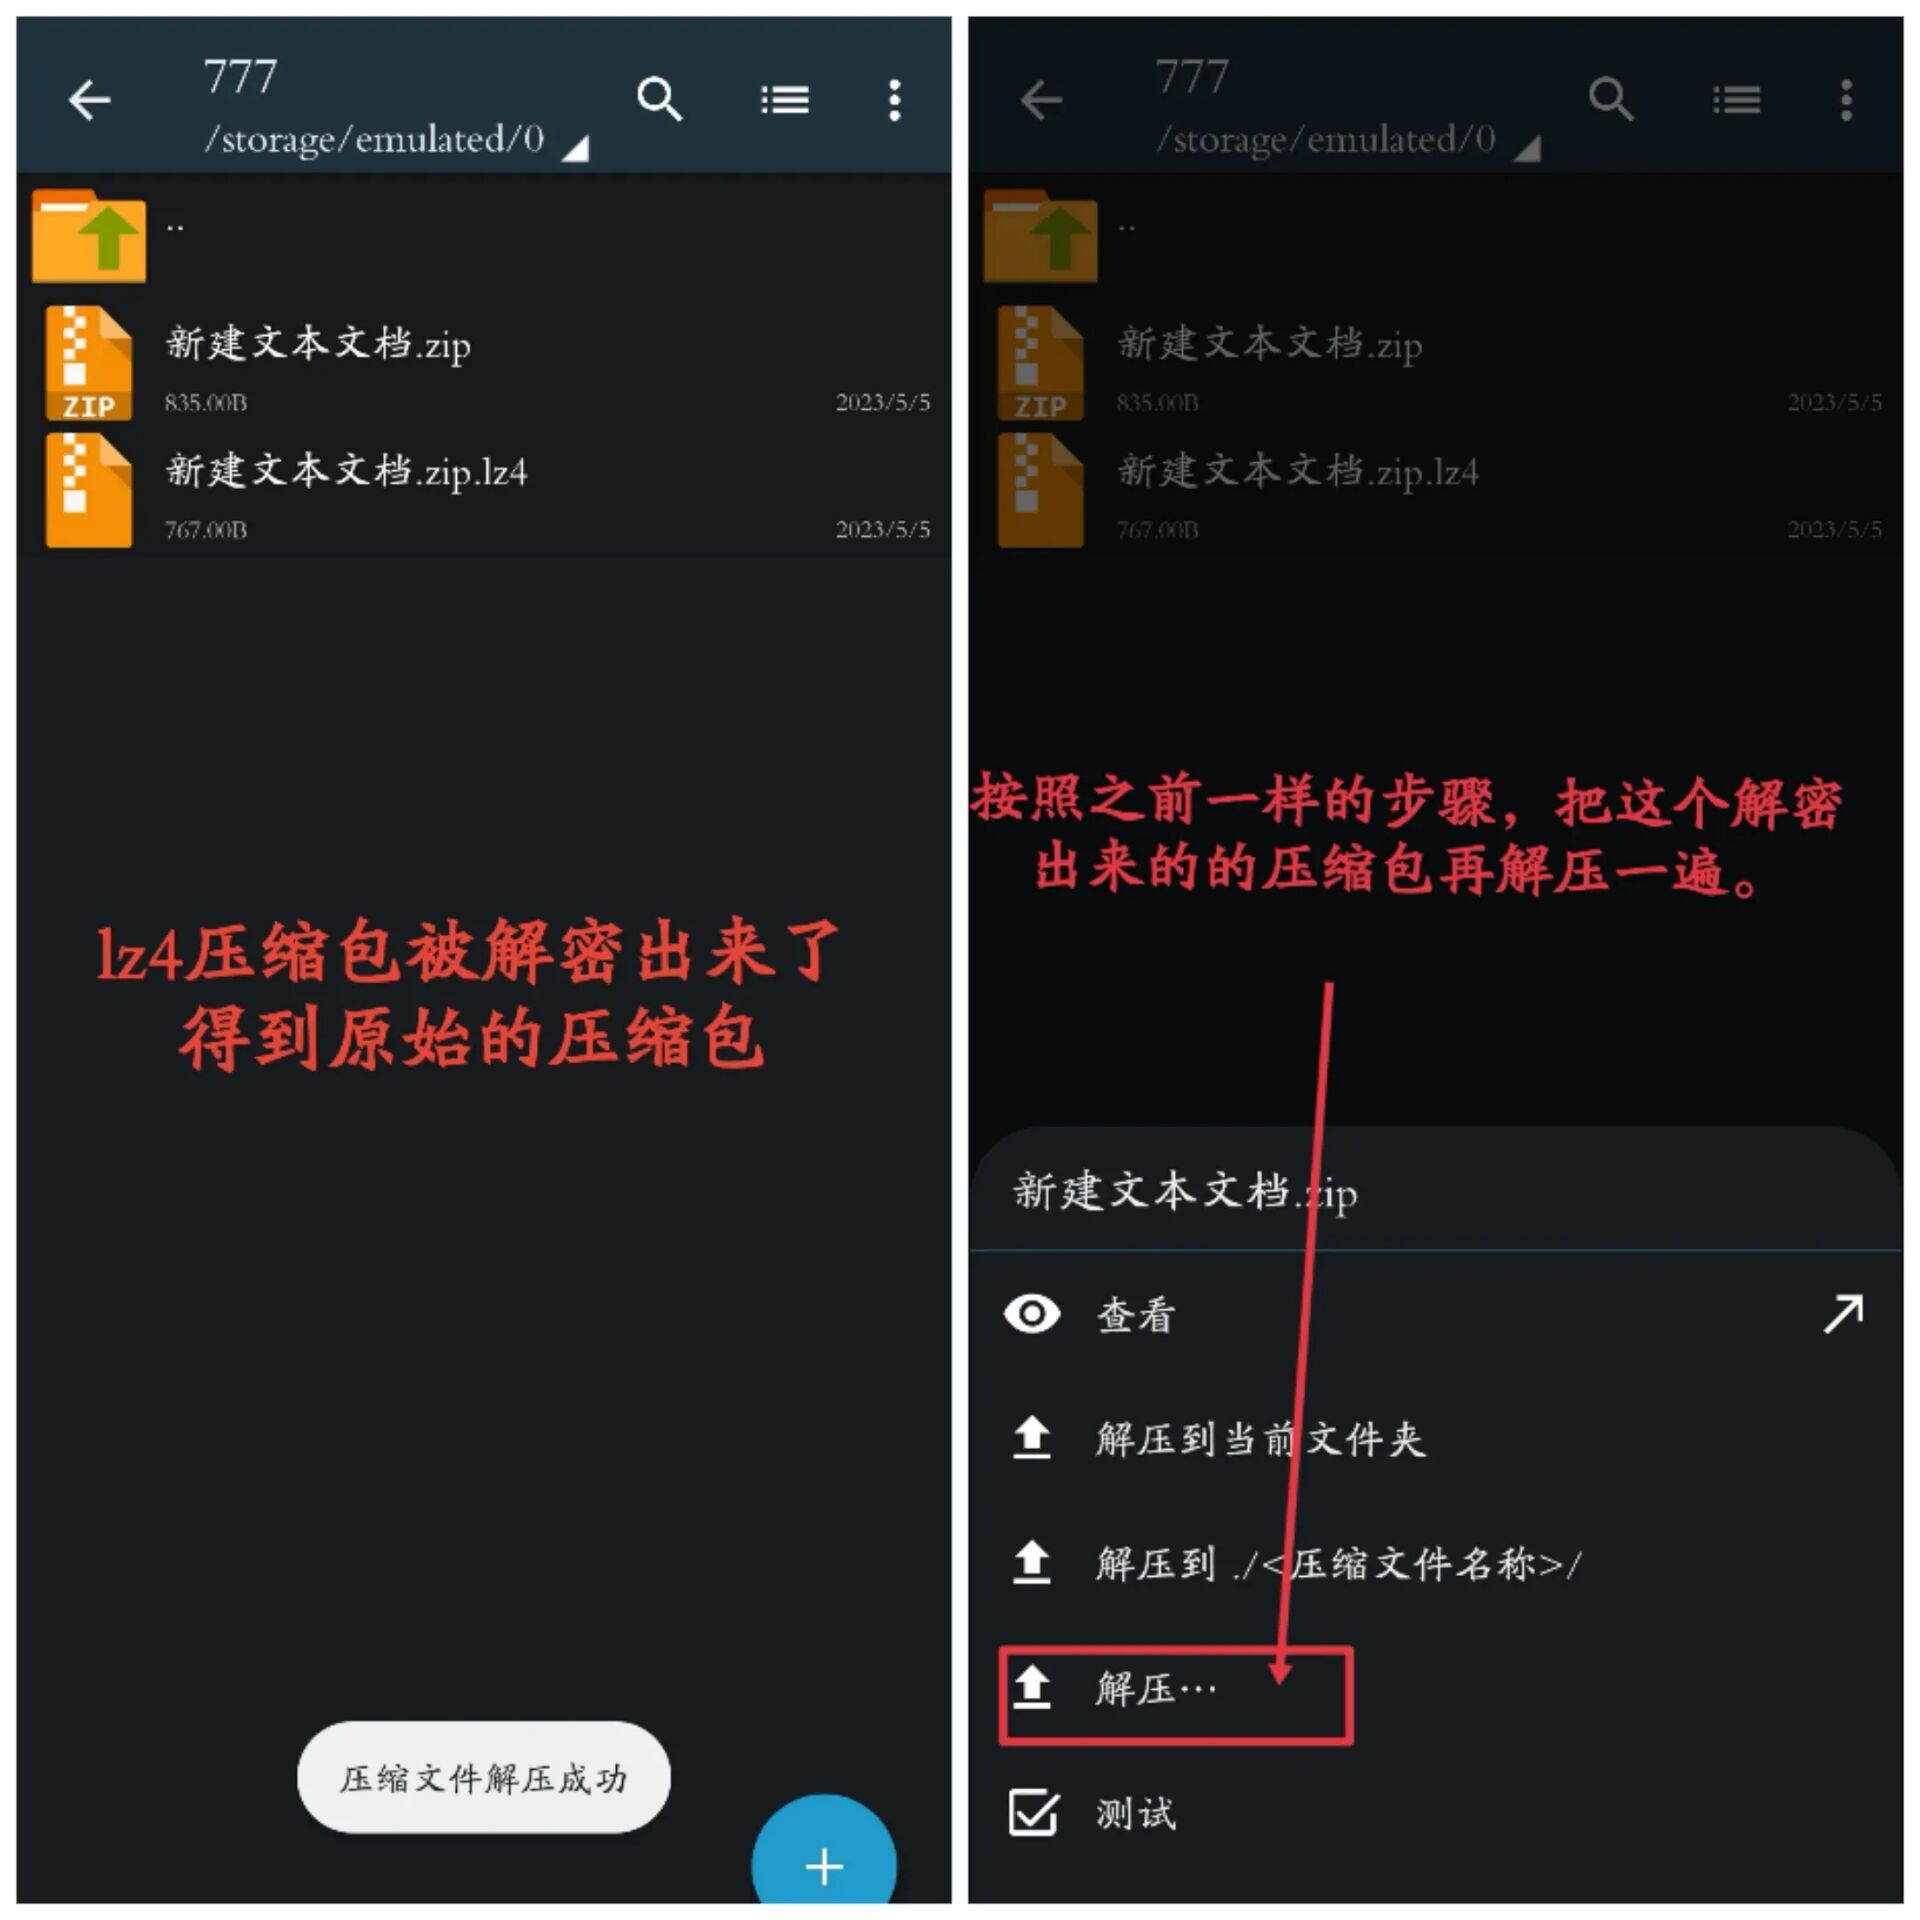 777
/storage/emulated/0
..
新建文本文档.zip
ZIP
835.00B
2023/5/5
新建文本文档.zip.lz4
767.00B
2023/5/5
lz4压缩包被解密出来了
得到原始的压缩包
压缩文件解压成功
777
/storage/emulated/0
..
新建文本文档.zip
ZIP
835.00B
2023/5/5
新建文本文档.zip.lz4
767.00B
2023/5/5
按照之前一样的步骤，把这个解密
出来的的压缩包再解压一遍。
新建文本文档.zip
查看
解压到当前文件夹
解压到 ./<压缩文件名称>/
解压…
测试